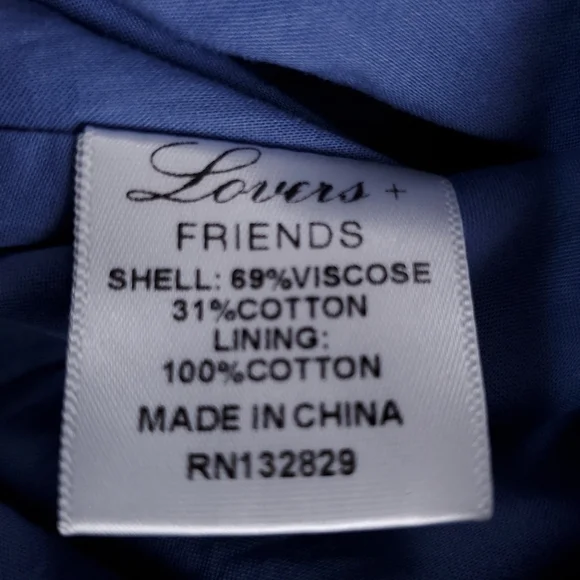 Lovers +
FRIENDS
SHELL: 69%VISCOSE
31%COTTON
LINING:
100%COTTON
MADE IN CHINA
RN132829